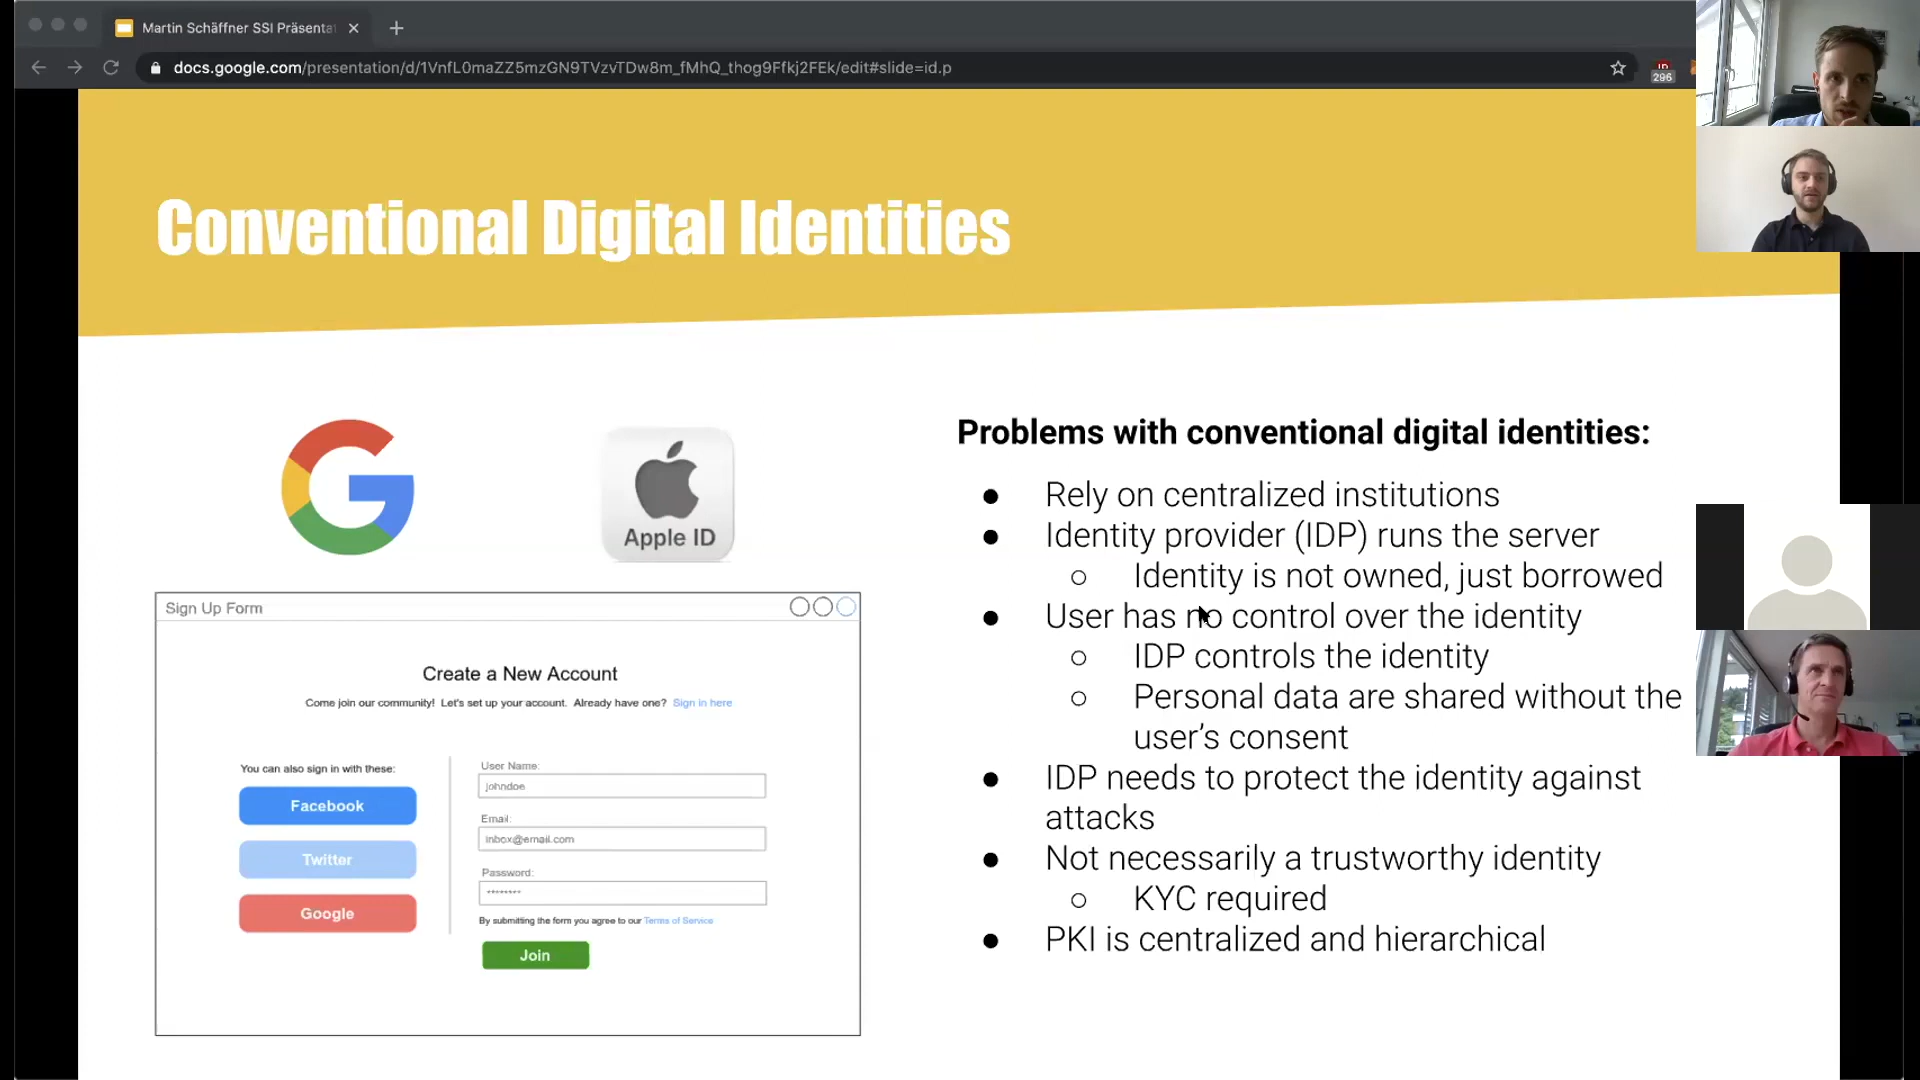 Martin Schäffner SSI Präsenta
docs.google.com/presentation/d/1VnfL0maZZ5mzGN9TVzvTDw8m_fMhQ_thog9Ffkj2FEk/edit#slide=id.p
296
Conventional Digital Identities
Apple ID
Sign Up Form
Create a New Account
Come join our community! Let's set up your account. Already have one? Sign in here
You can also sign in with these:
Facebook
Twitter
Google
User Name:
johndoe
Email:
inbox@email.com
Password:
********
By submitting the form you agree to our Terms of Service
Join
Problems with conventional digital identities:
● Rely on centralized institutions
● Identity provider (IDP) runs the server
○ Identity is not owned, just borrowed
● User has no control over the identity
○ IDP controls the identity
○ Personal data are shared without the
user's consent
● IDP needs to protect the identity against
attacks
● Not necessarily a trustworthy identity
○ KYC required
● PKI is centralized and hierarchical